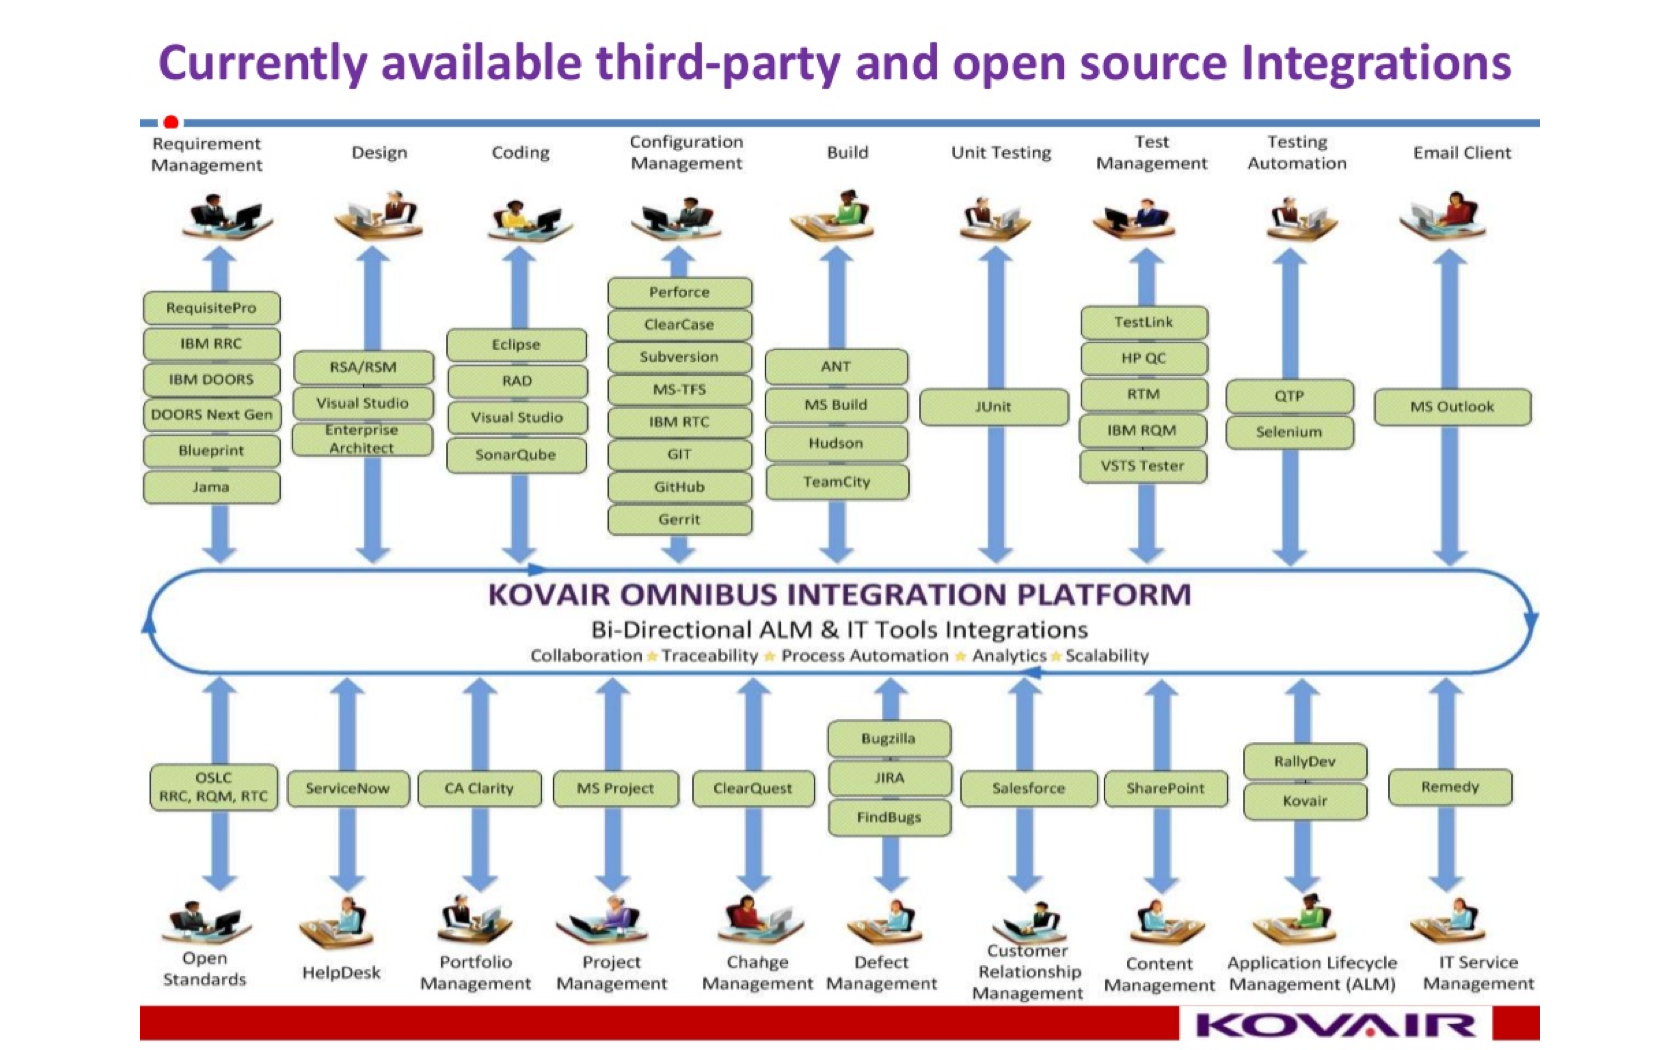 Currently available third-party and open source Integrations
Requirement
Management
Design
Coding
Configuration
Management
Build
Unit Testing
Test
Management
Testing
Automation
Email Client
RequisitePro
IBM RRC
IBM DOORS
DOORS Next Gen
Blueprint
Jama
RSA/RSM
Visual Studio
Enterprise
Architect
Eclipse
RAD
Visual Studio
SonarQube
Perforce
ClearCase
Subversion
MS-TFS
IBM RTC
GIT
GitHub
Gerrit
ANT
MS Build
Hudson
TeamCity
JUnit
TestLink
HP QC
RTM
IBM RQM
VSTS Tester
QTP
Selenium
MS Outlook
KOVAIR OMNIBUS INTEGRATION PLATFORM
Bi-Directional ALM & IT Tools Integrations
Collaboration ★ Traceability ★ Process Automation ★ Analytics ★ Scalability
OSLC
RRC, RQM, RTC
ServiceNow
CA Clarity
MS Project
ClearQuest
Bugzilla
JIRA
FindBugs
Salesforce
SharePoint
RallyDev
Kovair
Remedy
Open
Standards
HelpDesk
Portfolio
Management
Project
Management
Change
Management
Defect
Management
Customer
Relationship
Management
Content
Management
Application Lifecycle
Management (ALM)
IT Service
Management
KOVAIR